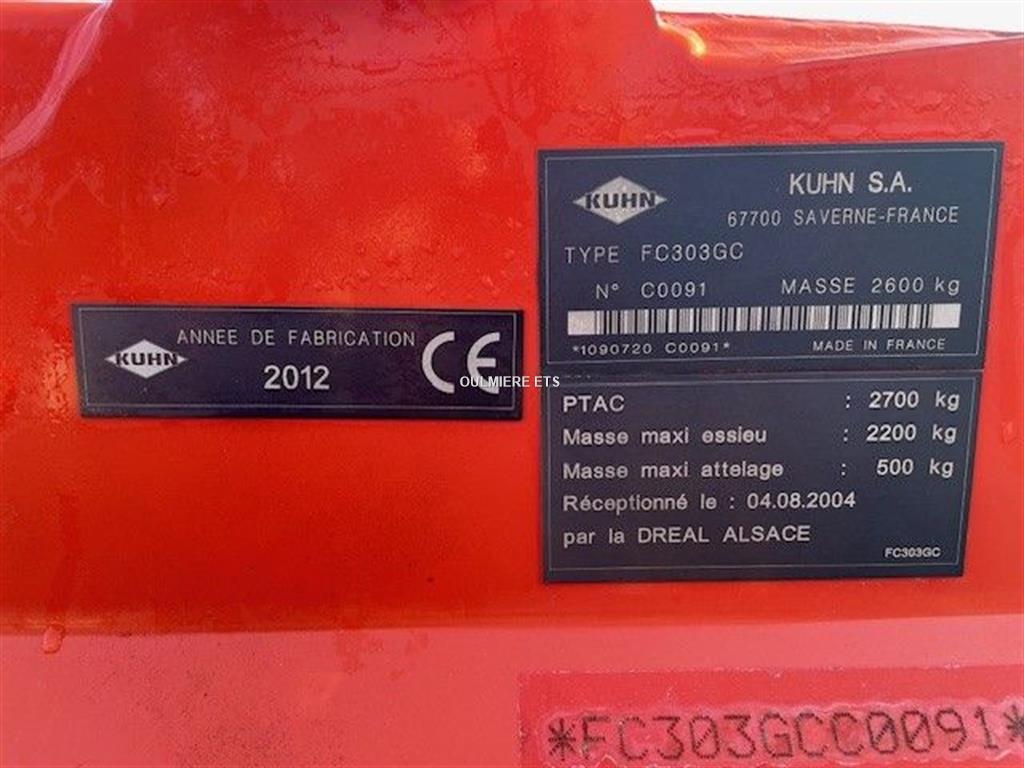 KUHN
ANNEE DE FABRICATION
2012
CE
OULMIERE ETS
KUHN
KUHN S.A.
67700 SAVERNE-FRANCE
TYPE FC303GC
N° C0091 MASSE 2600 kg
*1090720 C0091* MADE IN FRANCE
PTAC : 2700 kg
Masse maxi essieu : 2200 kg
Masse maxi attelage : 500 kg
Réceptionné le : 04.08.2004
par la DREAL ALSACE
FC303GC
*FC303GCC0091*